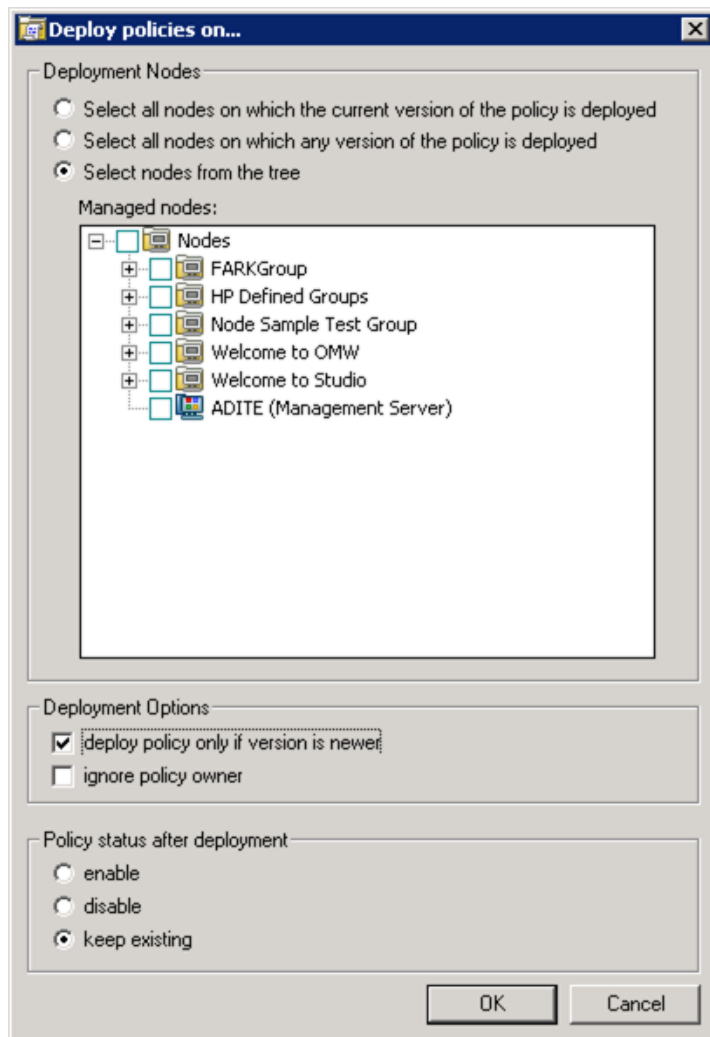 Deploy policies on...
Deployment Nodes
Select all nodes on which the current version of the policy is deployed
Select all nodes on which any version of the policy is deployed
Select nodes from the tree
Managed nodes:
Nodes
FARKGroup
HP Defined Groups
Node Sample Test Group
Welcome to OMW
Welcome to Studio
ADITE (Management Server)
Deployment Options
deploy policy only if version is newer
ignore policy owner
Policy status after deployment
enable
disable
keep existing
OK Cancel